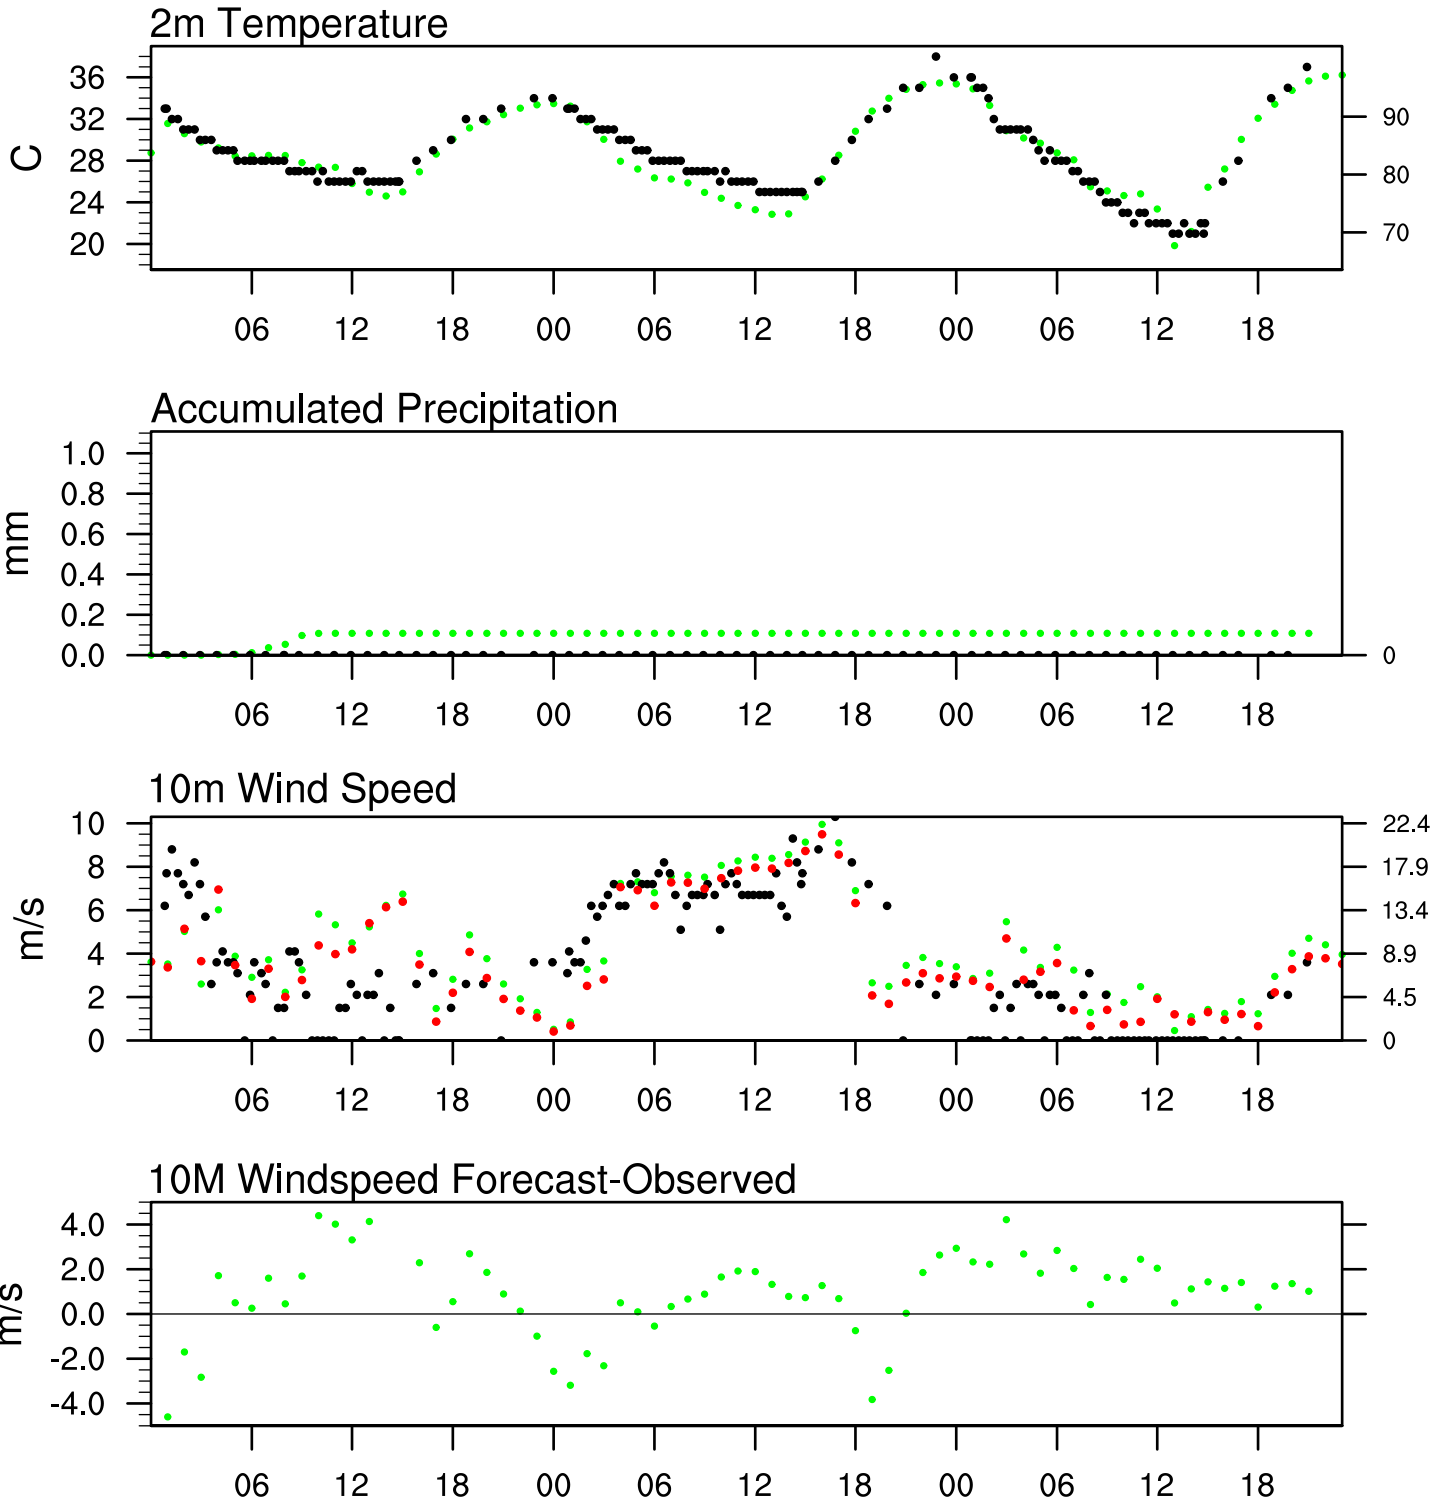 2m Temperature
C
36
32
28
24
20
90
80
70
06 12 18 00 06 12 18 00 06 12 18
Accumulated Precipitation
mm
1.0
0.8
0.6
0.4
0.2
0.0
0
06 12 18 00 06 12 18 00 06 12 18
10m Wind Speed
m/s
10
8
6
4
2
0
22.4
17.9
13.4
8.9
4.5
0
06 12 18 00 06 12 18 00 06 12 18
10M Windspeed Forecast-Observed
m/s
4.0
2.0
0.0
-2.0
-4.0
06 12 18 00 06 12 18 00 06 12 18